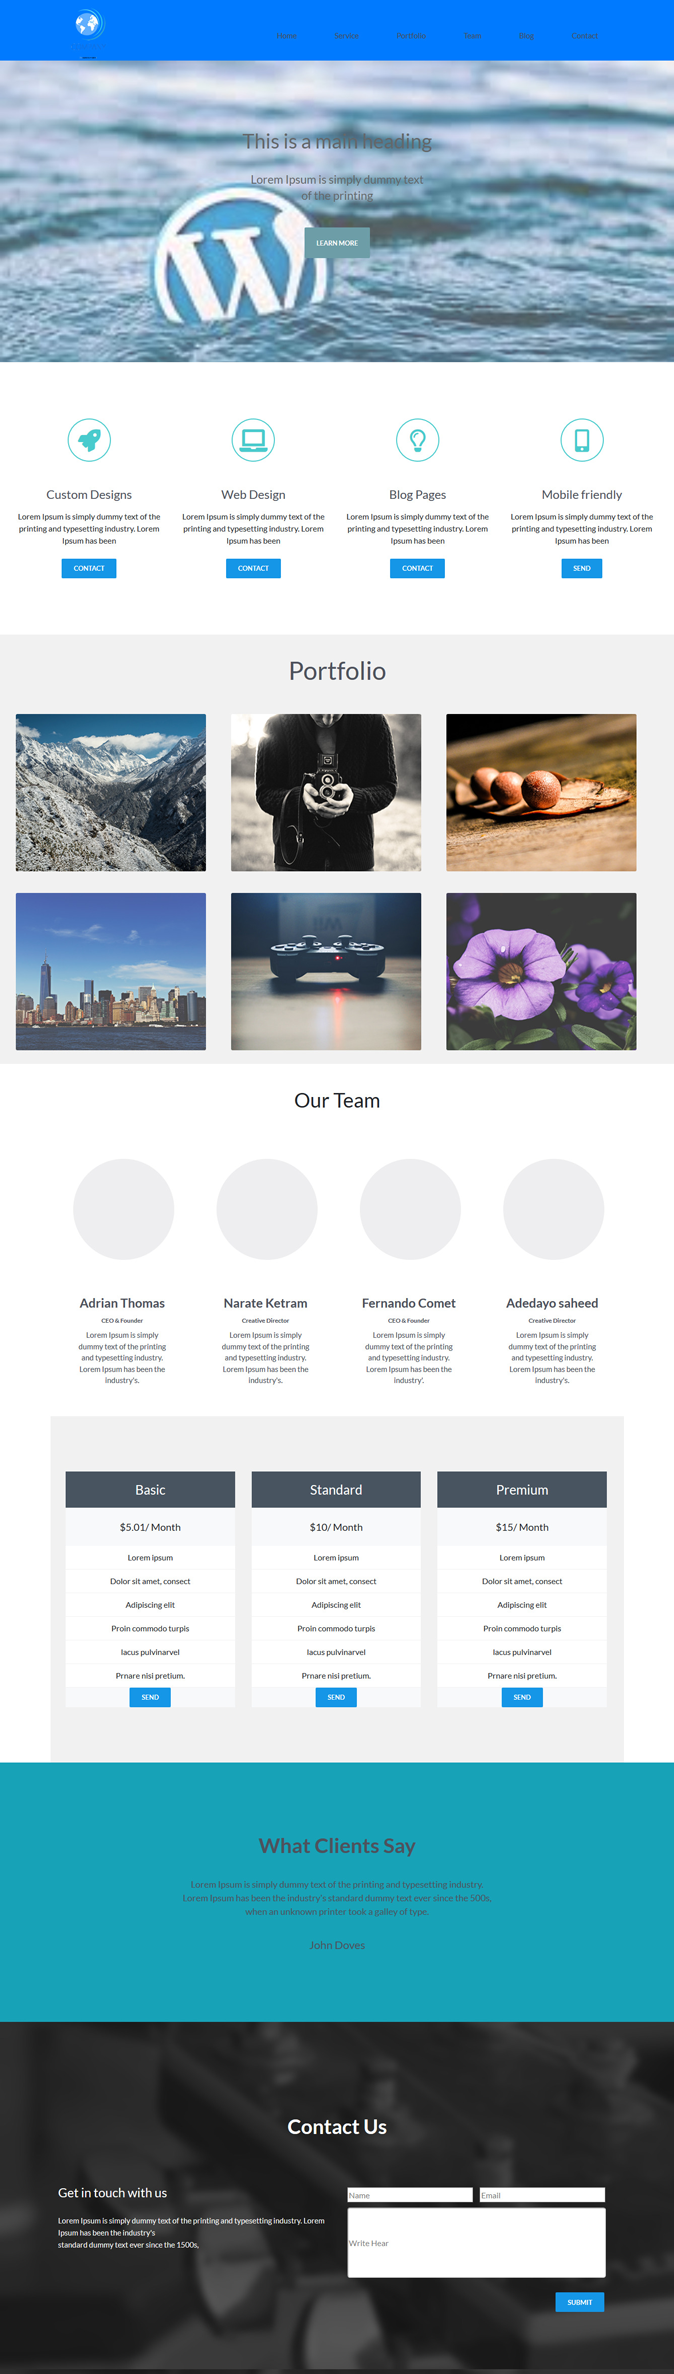 Home Service Portfolio Team Blog Contact
This is a main heading
Lorem Ipsum is simply dummy text
of the printing
LEARN MORE
Custom Designs
Lorem Ipsum is simply dummy text of the
printing and typesetting industry. Lorem
Ipsum has been
CONTACT
Web Design
Lorem Ipsum is simply dummy text of the
printing and typesetting industry. Lorem
Ipsum has been
CONTACT
Blog Pages
Lorem Ipsum is simply dummy text of the
printing and typesetting industry. Lorem
Ipsum has been
CONTACT
Mobile friendly
Lorem Ipsum is simply dummy text of the
printing and typesetting industry. Lorem
Ipsum has been
SEND
Portfolio
Our Team
Adrian Thomas
CEO & Founder
Lorem Ipsum is simply
dummy text of the printing
and typesetting industry.
Lorem Ipsum has been the
industry's.
Narate Ketram
Creative Director
Lorem Ipsum is simply
dummy text of the printing
and typesetting industry.
Lorem Ipsum has been the
industry's.
Fernando Comet
CEO & Founder
Lorem Ipsum is simply
dummy text of the printing
and typesetting industry.
Lorem Ipsum has been the
industry'.
Adedayo saheed
Creative Director
Lorem Ipsum is simply
dummy text of the printing
and typesetting industry.
Lorem Ipsum has been the
industry's.
Basic
$5.01/ Month
Lorem ipsum
Dolor sit amet, consect
Adipiscing elit
Proin commodo turpis
lacus pulvinarvel
Prnare nisi pretium.
SEND
Standard
$10/ Month
Lorem ipsum
Dolor sit amet, consect
Adipiscing elit
Proin commodo turpis
lacus pulvinarvel
Prnare nisi pretium.
SEND
Premium
$15/ Month
Lorem ipsum
Dolor sit amet, consect
Adipiscing elit
Proin commodo turpis
lacus pulvinarvel
Prnare nisi pretium.
SEND
What Clients Say
Lorem Ipsum is simply dummy text of the printing and typesetting industry.
Lorem Ipsum has been the industry's standard dummy text ever since the 500s,
when an unknown printer took a galley of type.
John Doves
Contact Us
Get in touch with us
Lorem Ipsum is simply dummy text of the printing and typesetting industry. Lorem
Ipsum has been the industry's
standard dummy text ever since the 1500s,
Name
Email
Write Hear
SUBMIT